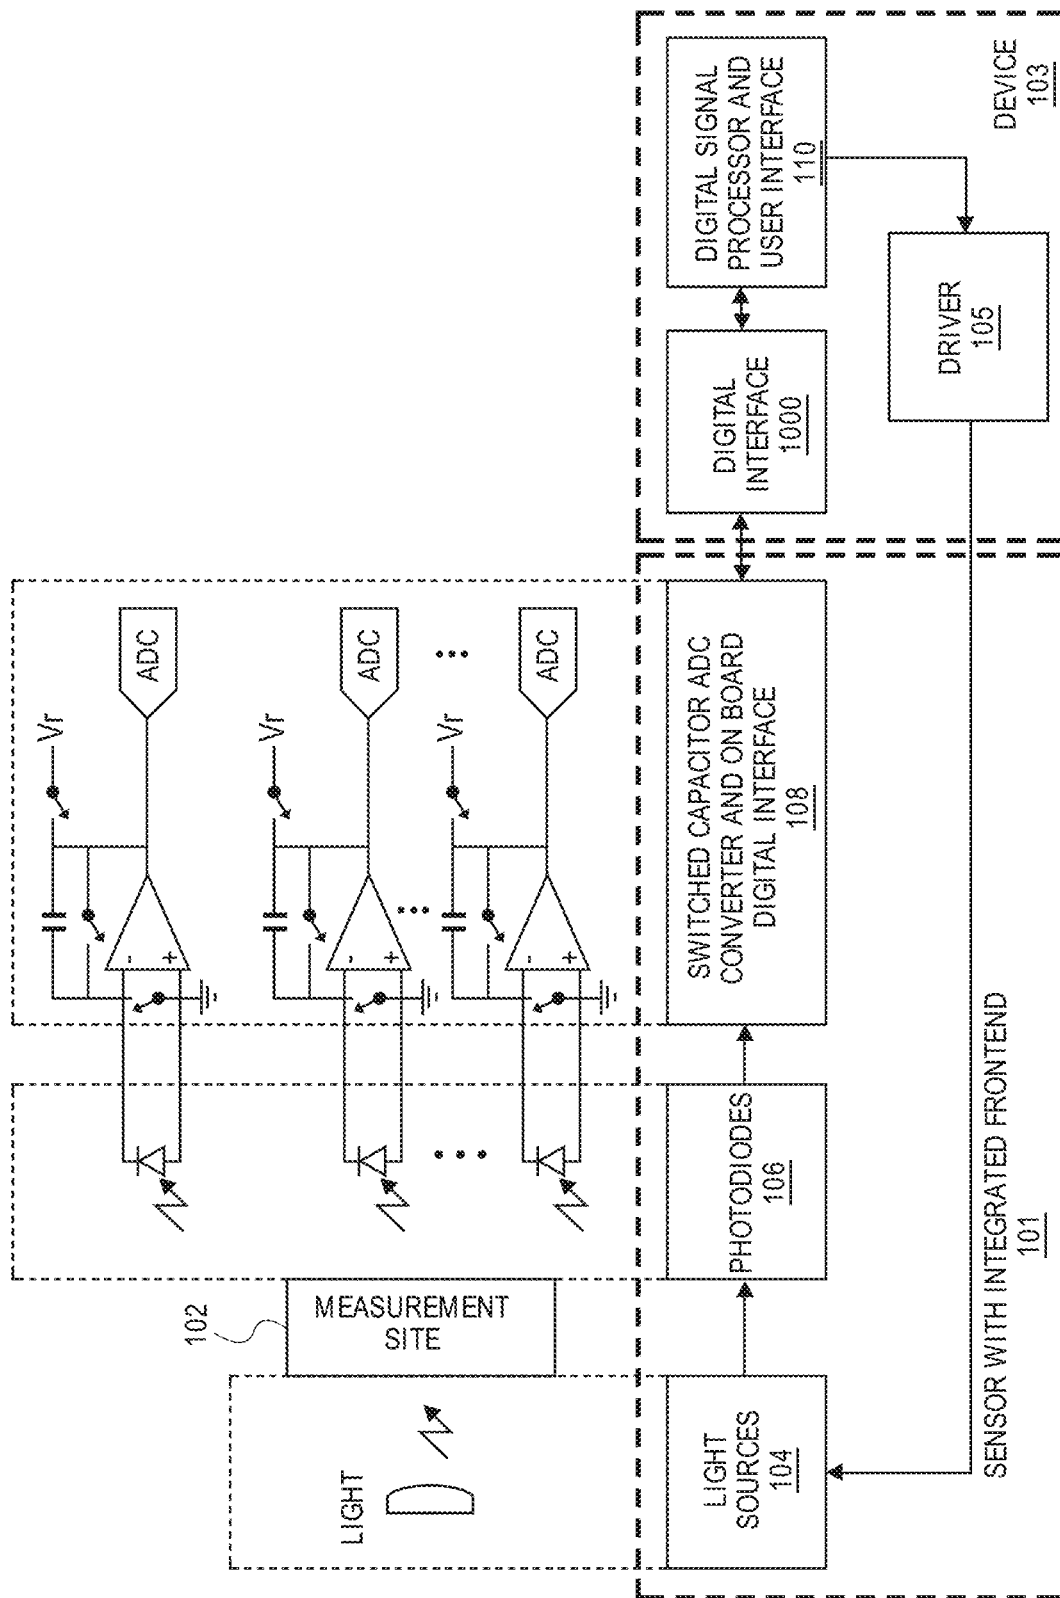 LIGHT
102
MEASUREMENT
SITE
-
+
Vr
ADC
-
+
Vr
ADC
-
+
Vr
ADC
LIGHT
SOURCES
104
PHOTODIODES
106
SWITCHED CAPACITOR ADC
CONVERTER AND ON BOARD
DIGITAL INTERFACE
108
DIGITAL
INTERFACE
1000
DIGITAL SIGNAL
PROCESSOR AND
USER INTERFACE
110
DRIVER
105
SENSOR WITH INTEGRATED FRONTEND
101
DEVICE
103